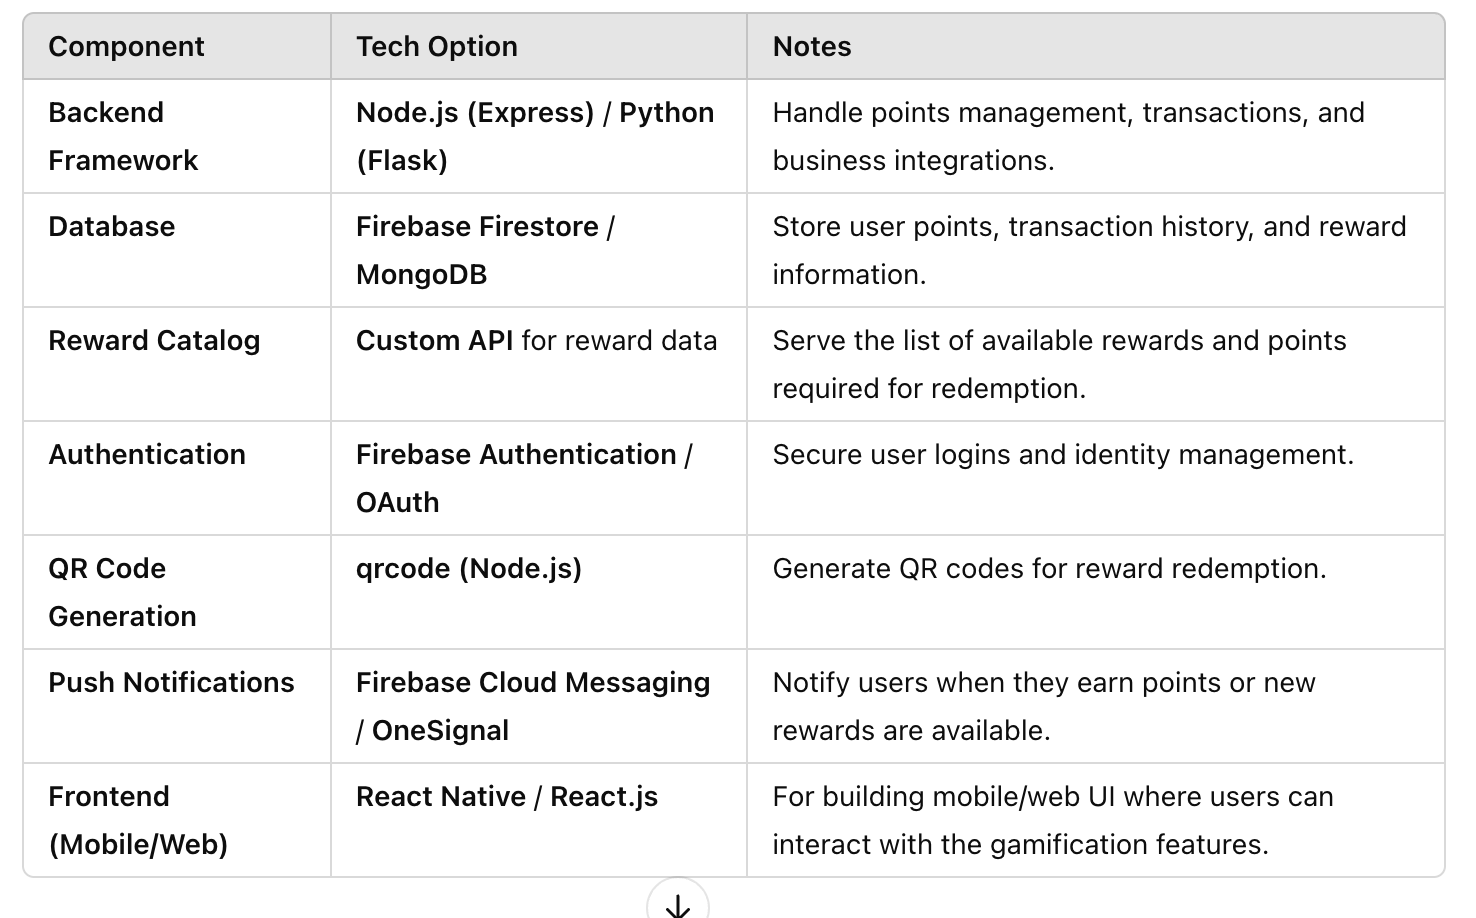 Component Tech Option Notes
Backend Node.js (Express) / Python Handle points management, transactions, and
Framework (Flask) business integrations.
Database Firebase Firestore / Store user points, transaction history, and reward
MongoDB information.
Reward Catalog Custom API for reward data Serve the list of available rewards and points
required for redemption.
Authentication Firebase Authentication / Secure user logins and identity management.
OAuth
QR Code qrcode (Node.js) Generate QR codes for reward redemption.
Generation
Push Notifications Firebase Cloud Messaging Notify users when they earn points or new
/ OneSignal rewards are available.
Frontend React Native / React.js For building mobile/web UI where users can
(Mobile/Web) interact with the gamification features.